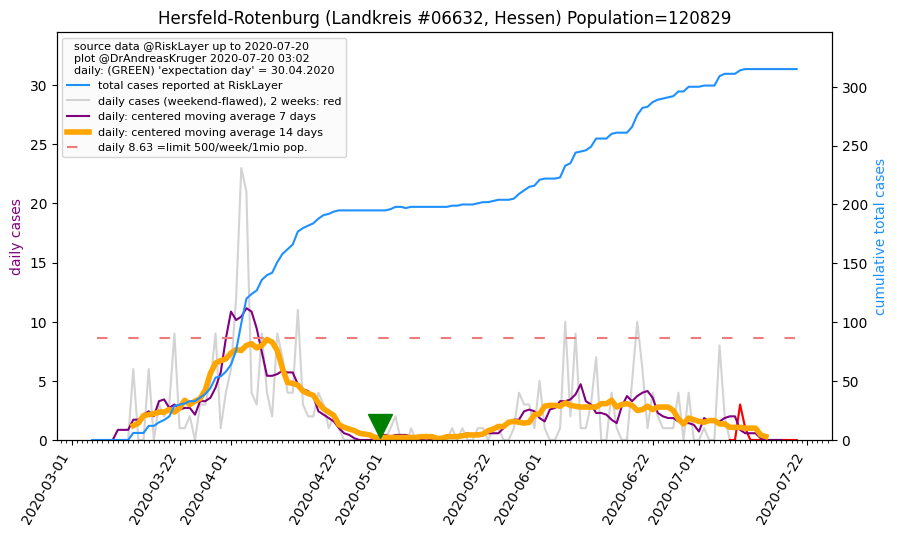 Hersfeld-Rotenburg (Landkreis #06632, Hessen) Population=120829
source data @RiskLayer up to 2020-07-20
plot @DrAndreasKruger 2020-07-20 03:02
daily: (GREEN) 'expectation day' = 30.04.2020
total cases reported at RiskLayer
daily cases (weekend-flawed), 2 weeks: red
daily: centered moving average 7 days
daily: centered moving average 14 days
daily 8.63 =limit 500/week/1mio pop.
daily cases
30
25
20
15
10
5
0
300
250
200
150
100
50
0
cumulative total cases
2020-03-01
2020-03-22
2020-04-01
2020-04-22
2020-05-01
2020-05-22
2020-06-01
2020-06-22
2020-07-01
2020-07-22